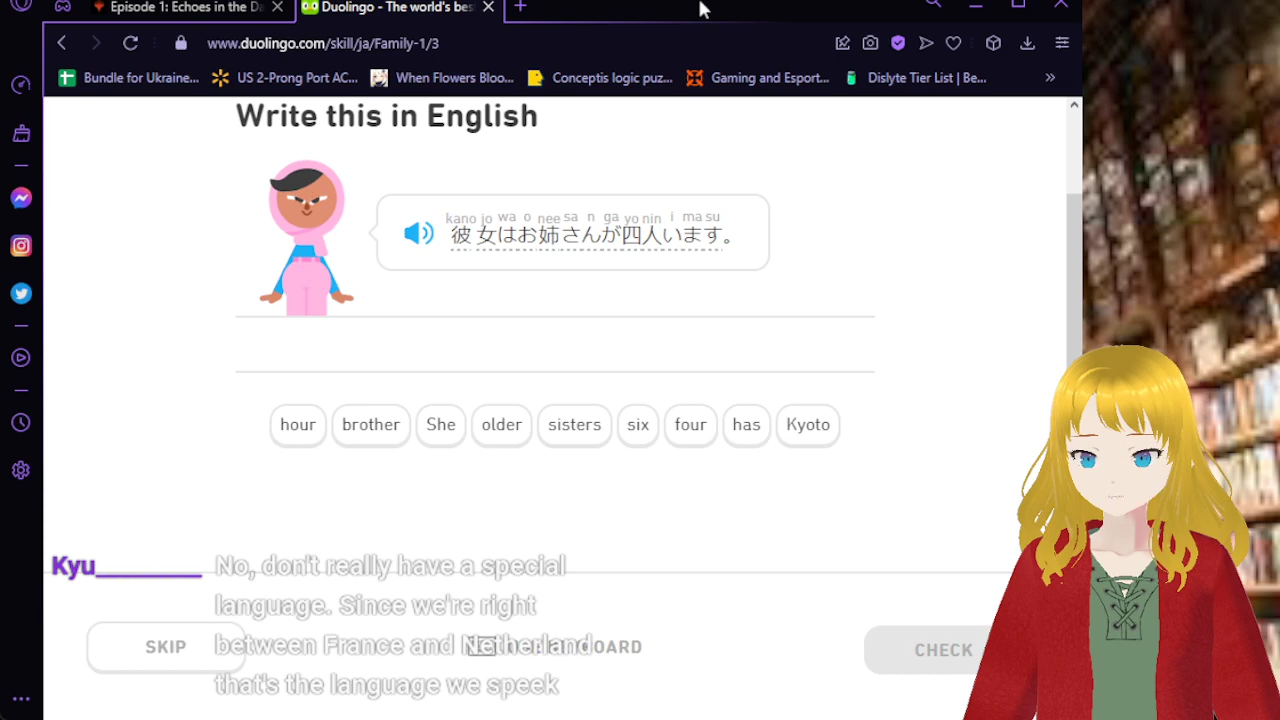 Episode 1: Echoes in the Da
Duolingo - The world's bes
www.duolingo.com/skill/ja/Family-1/3
Bundle for Ukraine...
US 2-Prong Port AC...
When Flowers Bloo...
Conceptis logic puz...
Gaming and Esport...
Dislyte Tier List | Be...
Write this in English
kano jo wa o nee sa n ga yo nin i ma su
彼女はお姉さんが四人います。
hour brother She older sisters six four has Kyoto
Kyu_________ No, don't really have a special
language. Since we're right
between France and Netherland
that's the language we speek
SKIP
CHECK